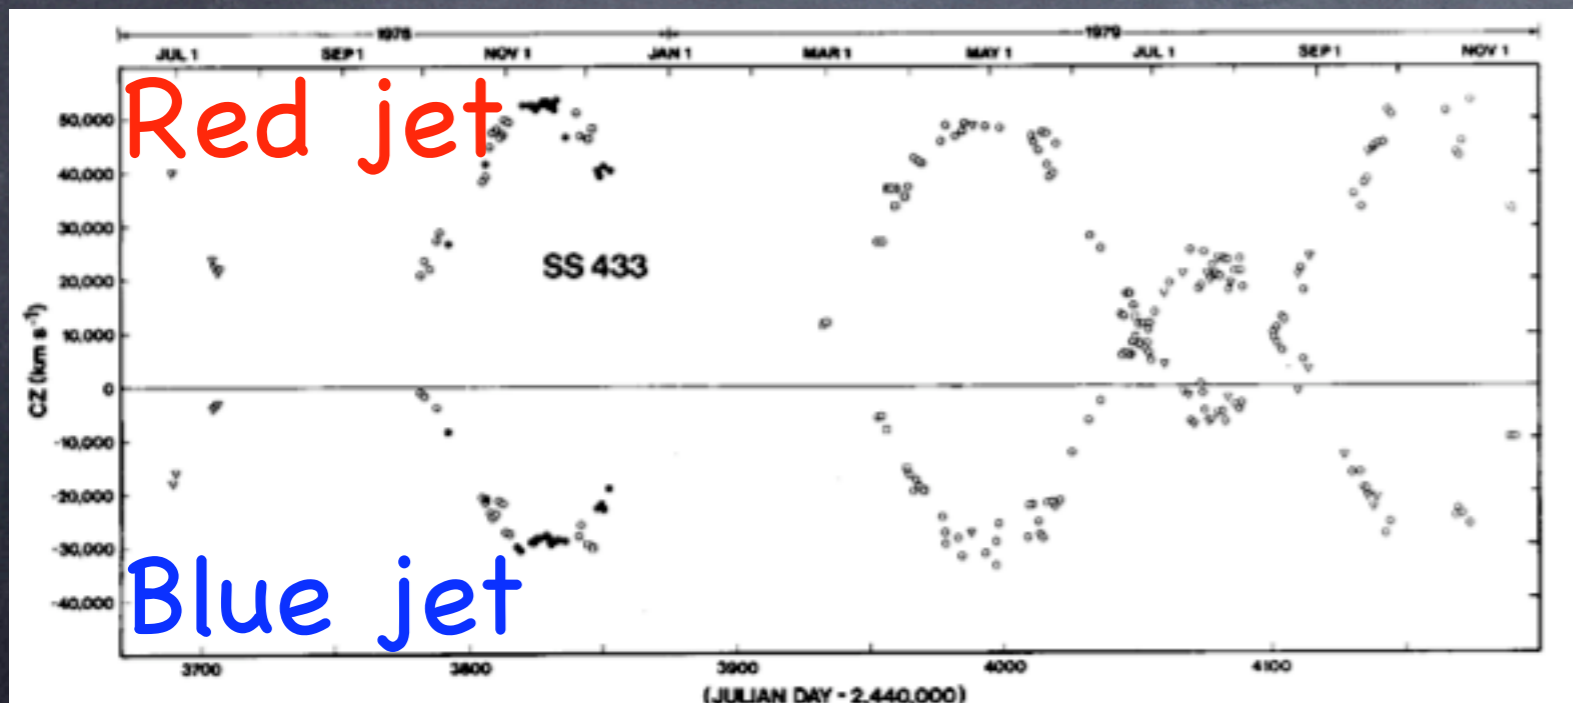 1978 1979
JUL 1 SEP 1 NOV 1 JAN 1 MAR 1 MAY 1 JUL 1 SEP 1 NOV 1
Red jet
50,000
40,000
30,000
SS 433
20,000
10,000
0
-10,000
-20,000
-30,000
-40,000
CZ (km s⁻¹)
Blue jet
3700 3800 3900 4000 4100
(JULIAN DAY - 2,440,000)